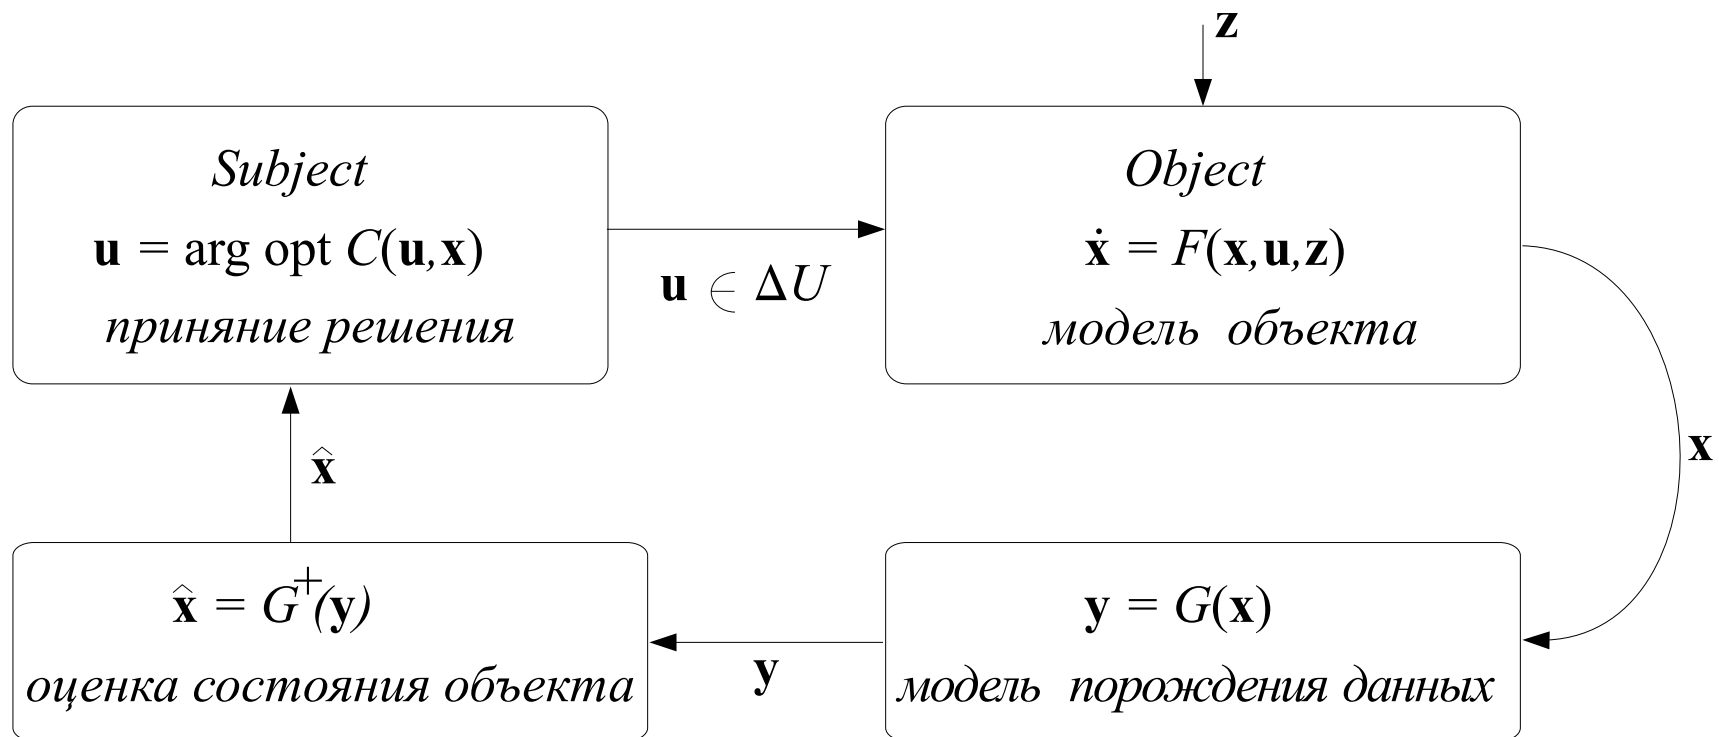 z
Subject
u = arg opt C(u,x)
приняние решения
u ∈ ΔU
Object
ẋ = F(x,u,z)
модель объекта
x
x̂
x̂ = G⁺(y)
оценка состояния объекта
y
y = G(x)
модель порождения данных